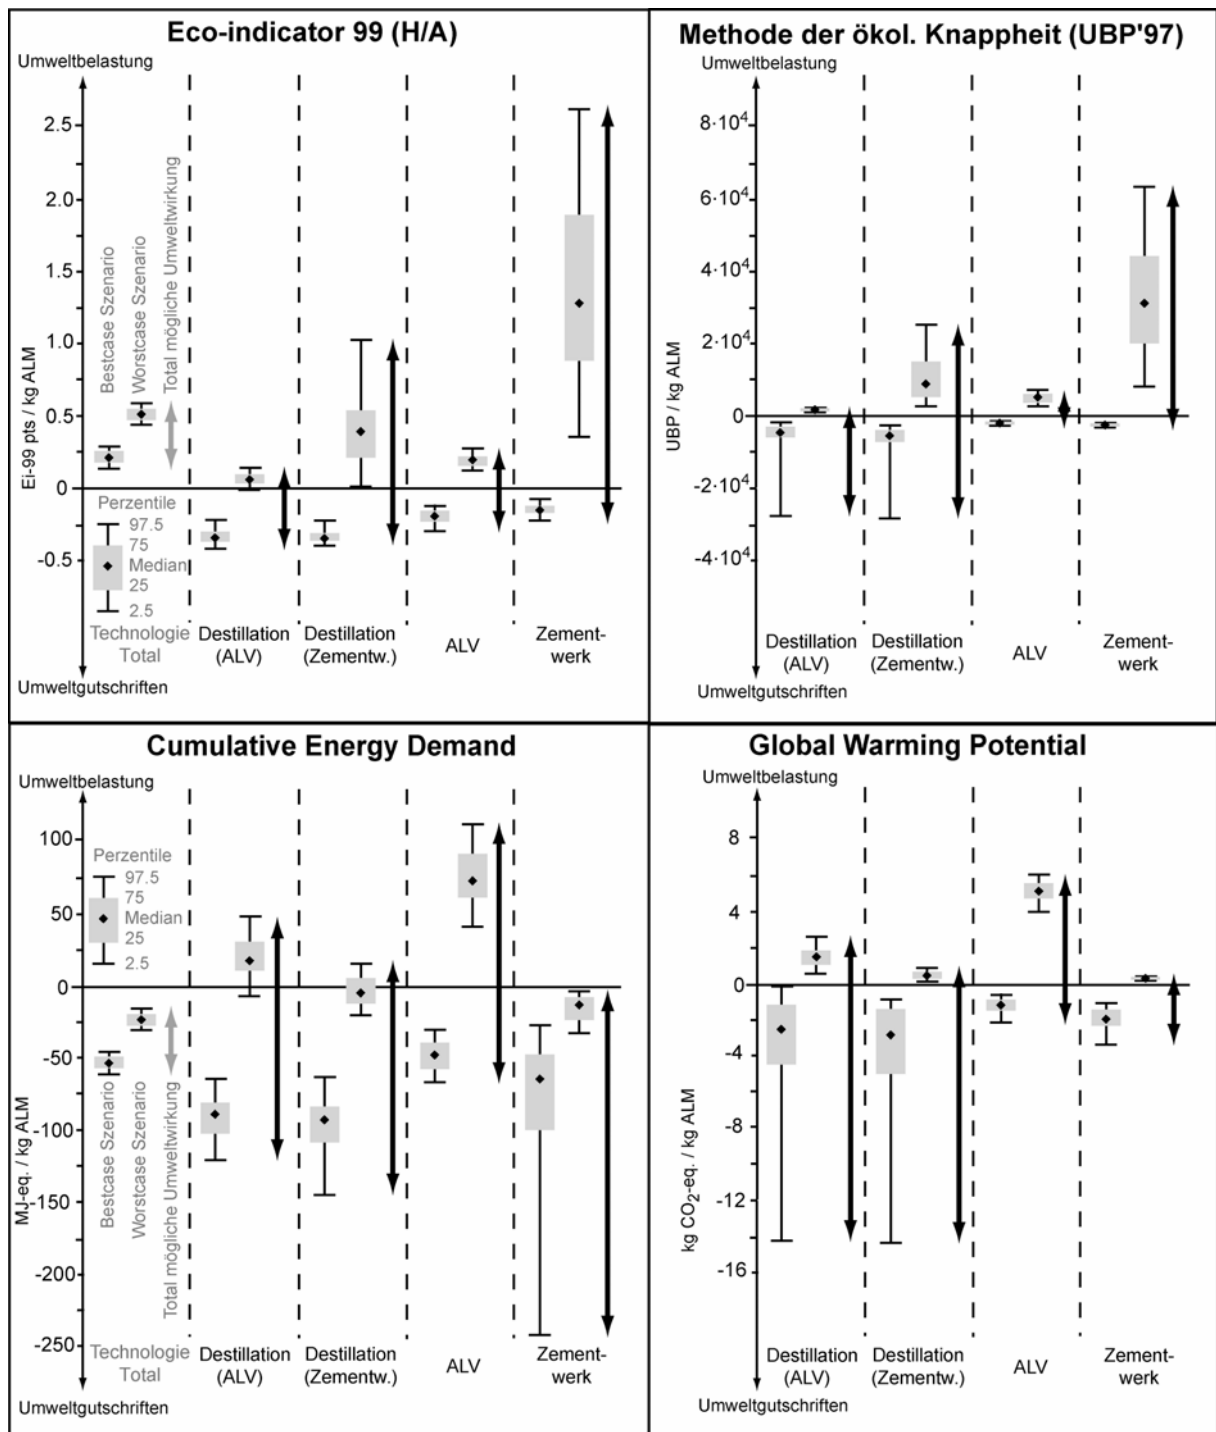 Eco-indicator 99 (H/A)
Umweltbelastung
2.5
2.0
1.5
1.0
0.5
0
-0.5
Ei-99 pts / kg ALM
Bestcase Szenario
Worstcase Szenario
Total mögliche Umweltwirkung
Perzentile
97.5
75
Median
25
2.5
Technologie
Total
Destillation
(ALV)
Destillation
(Zementw.)
ALV
Zement-
werk
Umweltgutschriften
Methode der ökol. Knappheit (UBP'97)
Umweltbelastung
8·10⁴
6·10⁴
4·10⁴
2·10⁴
0
-2·10⁴
-4·10⁴
UBP / kg ALM
Destillation
(ALV)
Destillation
(Zementw.)
ALV
Zement-
werk
Umweltgutschriften
Cumulative Energy Demand
Umweltbelastung
100
50
0
-50
-100
-150
-200
-250
MJ-eq. / kg ALM
Perzentile
97.5
75
Median
25
2.5
Bestcase Szenario
Worstcase Szenario
Total mögliche Umweltwirkung
Technologie
Total
Destillation
(ALV)
Destillation
(Zementw.)
ALV
Zement-
werk
Umweltgutschriften
Global Warming Potential
Umweltbelastung
8
4
0
-4
-8
-12
-16
kg CO₂-eq. / kg ALM
Destillation
(ALV)
Destillation
(Zementw.)
ALV
Zement-
werk
Umweltgutschriften